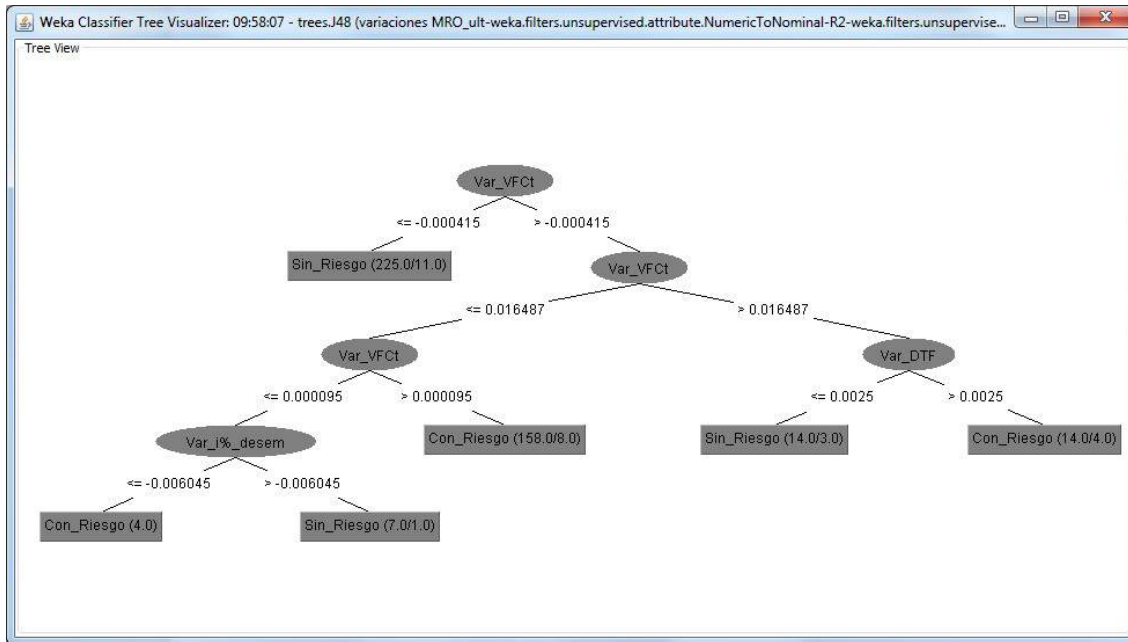 Weka Classifier Tree Visualizer: 09:58:07 - trees.J48 (variaciones MRO_ult-weka.filters.unsupervised.attribute.NumericToNominal-R2-weka.filters.unsupervise...
Tree View
Var_VFCt
<= -0.000415 > -0.000415
Sin_Riesgo (225.0/11.0) Var_VFCt
<= 0.016487 > 0.016487
Var_VFCt Var_DTF
<= 0.000095 > 0.000095 <= 0.0025 > 0.0025
Var_i%_desem Con_Riesgo (158.0/8.0) Sin_Riesgo (14.0/3.0) Con_Riesgo (14.0/4.0)
<= -0.006045 > -0.006045
Con_Riesgo (4.0) Sin_Riesgo (7.0/1.0)